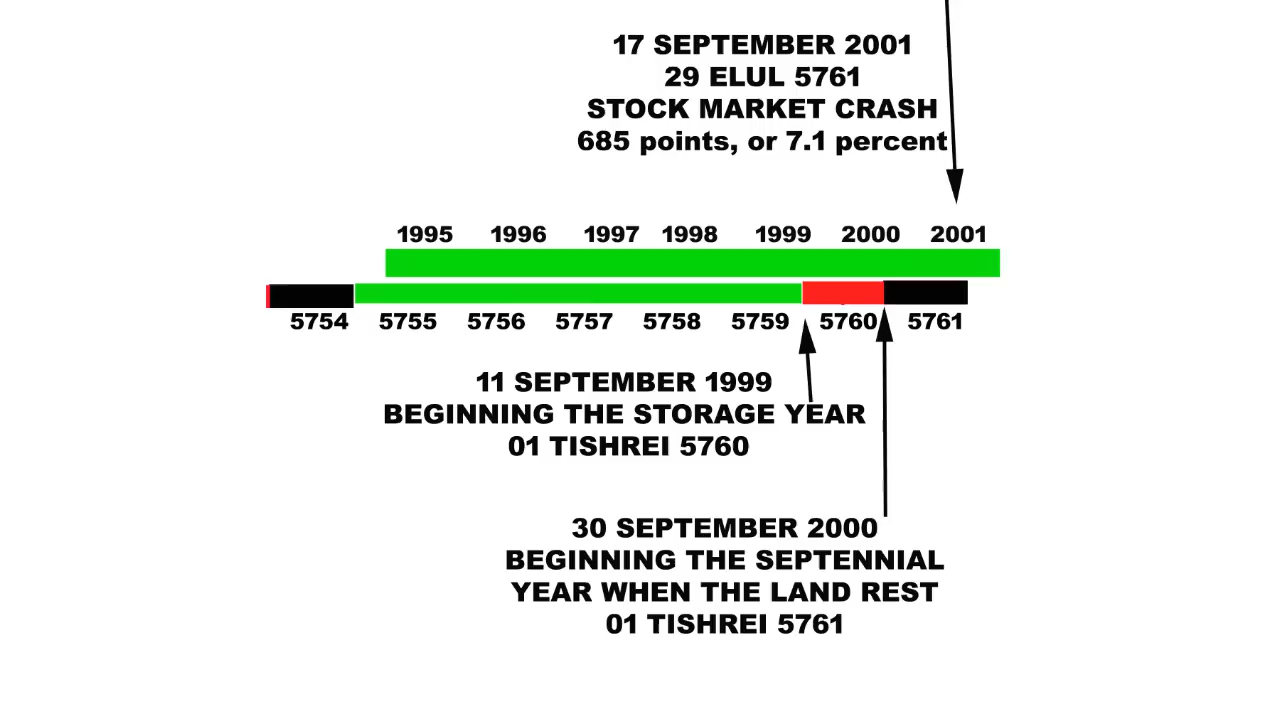 17 SEPTEMBER 2001
29 ELUL 5761
STOCK MARKET CRASH
685 points, or 7.1 percent
1995 1996 1997 1998 1999 2000 2001
5754 5755 5756 5757 5758 5759 5760 5761
11 SEPTEMBER 1999
BEGINNING THE STORAGE YEAR
01 TISHREI 5760
30 SEPTEMBER 2000
BEGINNING THE SEPTENNIAL
YEAR WHEN THE LAND REST
01 TISHREI 5761